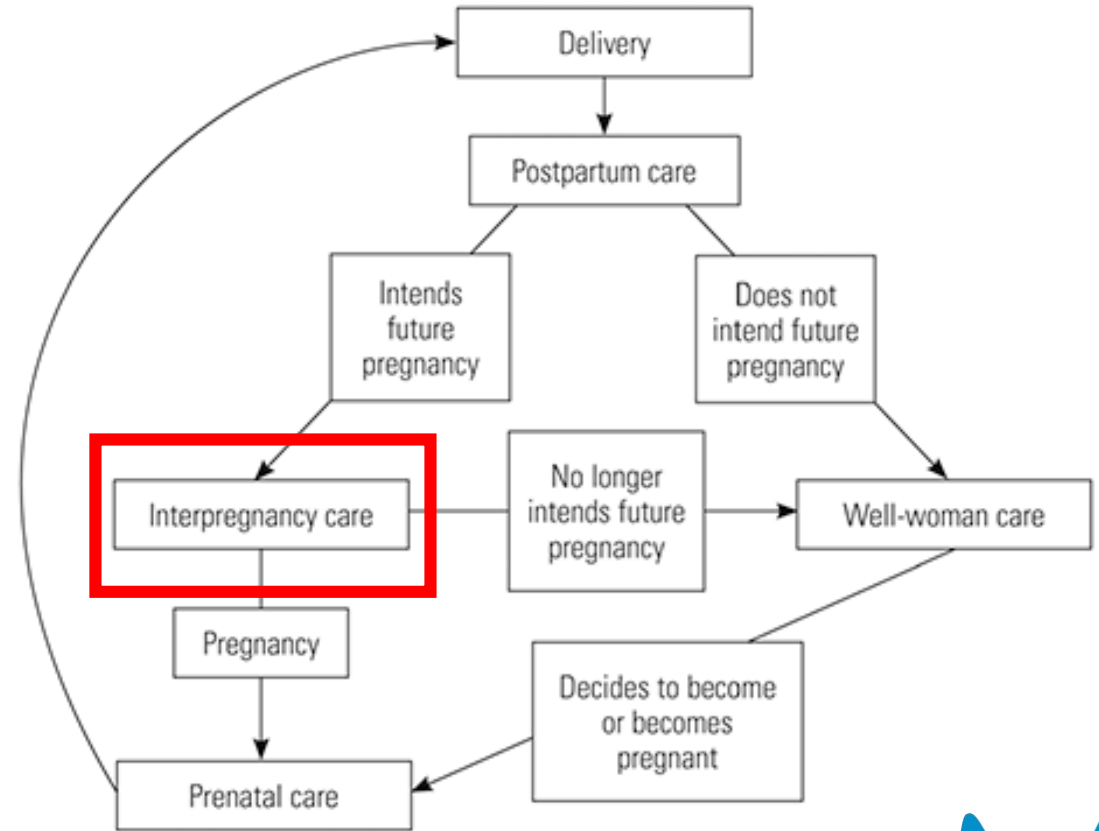 Delivery
Postpartum care
Intends
future
pregnancy
Does not
intend future
pregnancy
Interpregnancy care
No longer
intends future
pregnancy
Well-woman care
Pregnancy
Decides to become
or becomes
pregnant
Prenatal care